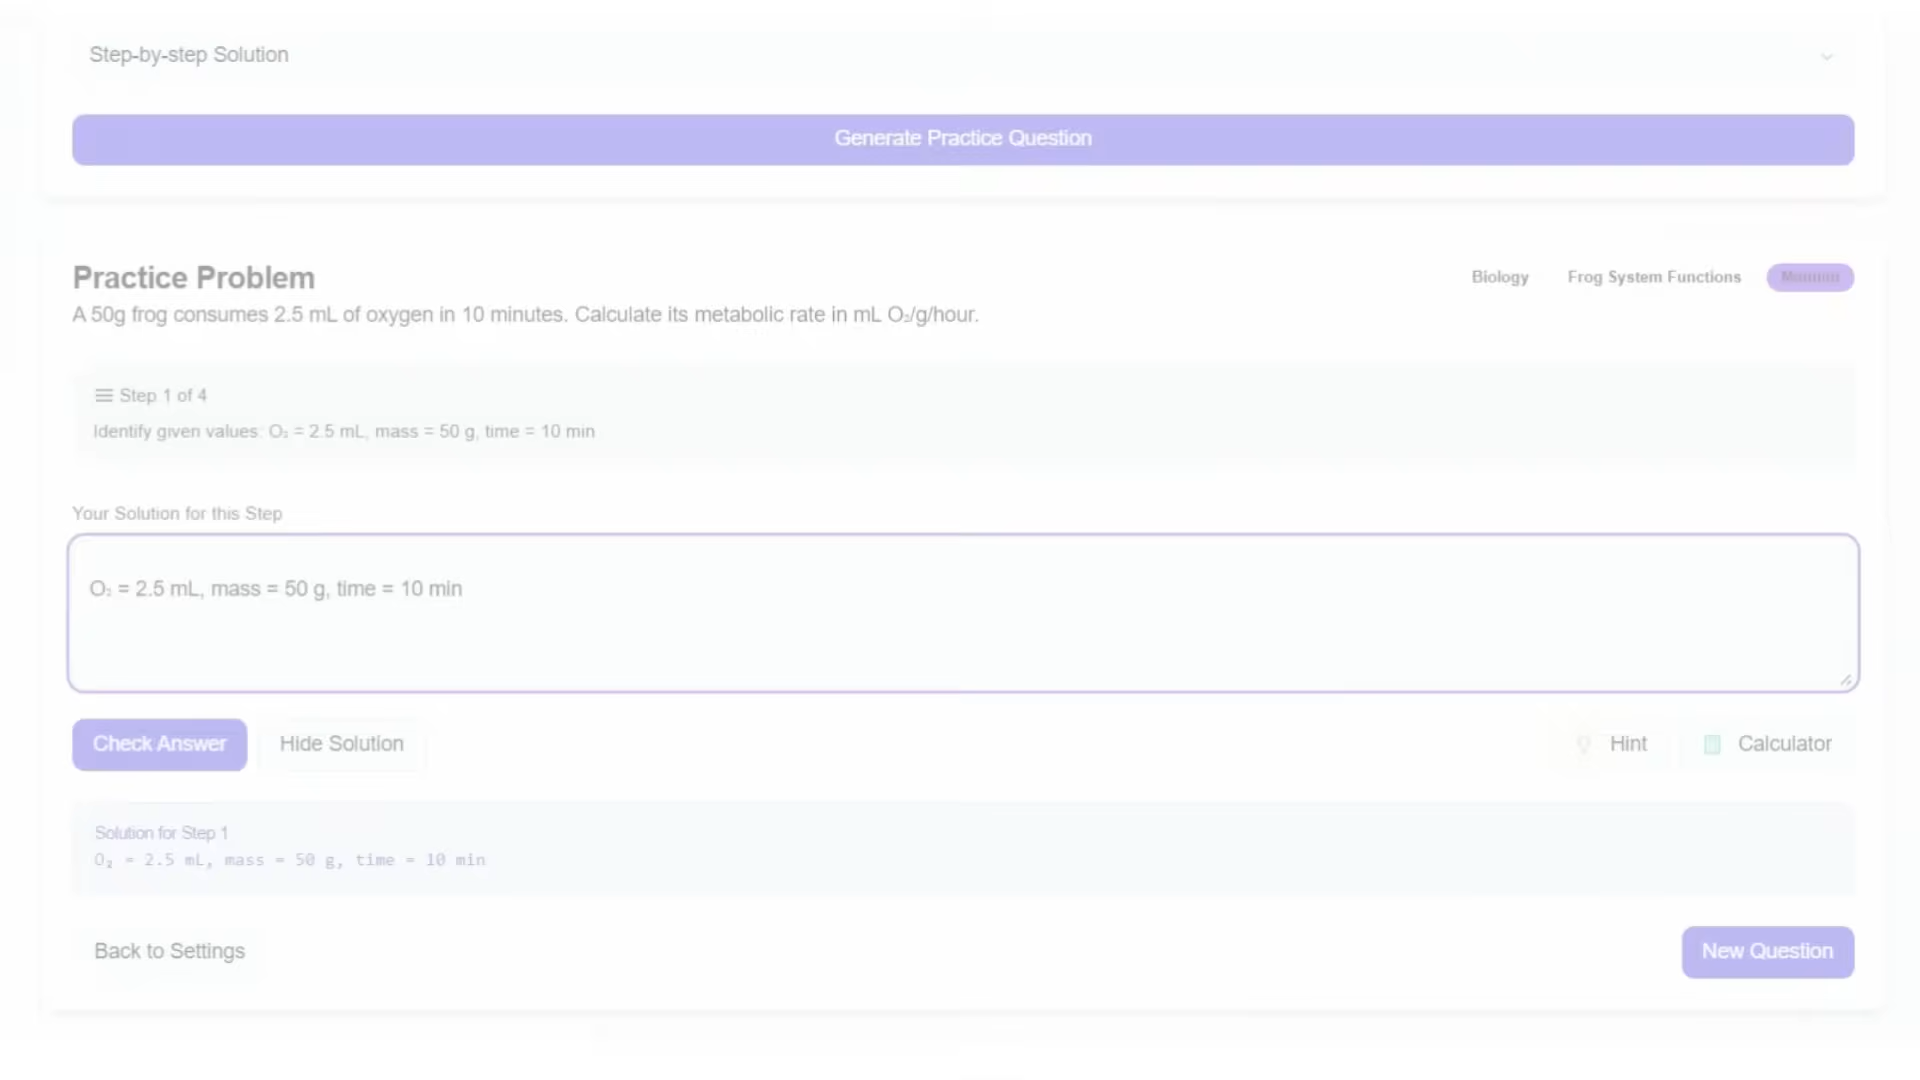 Step-by-step Solution
Generate Practice Question
Practice Problem
Biology Frog System Functions Medium
A 50g frog consumes 2.5 mL of oxygen in 10 minutes. Calculate its metabolic rate in mL O₂/g/hour.
Step 1 of 4
Identify given values: O₂ = 2.5 mL, mass = 50 g, time = 10 min
Your Solution for this Step
O₂ = 2.5 mL, mass = 50 g, time = 10 min
Check Answer Hide Solution Hint Calculator
Solution for Step 1
O₂ = 2.5 mL, mass = 50 g, time = 10 min
Back to Settings New Question